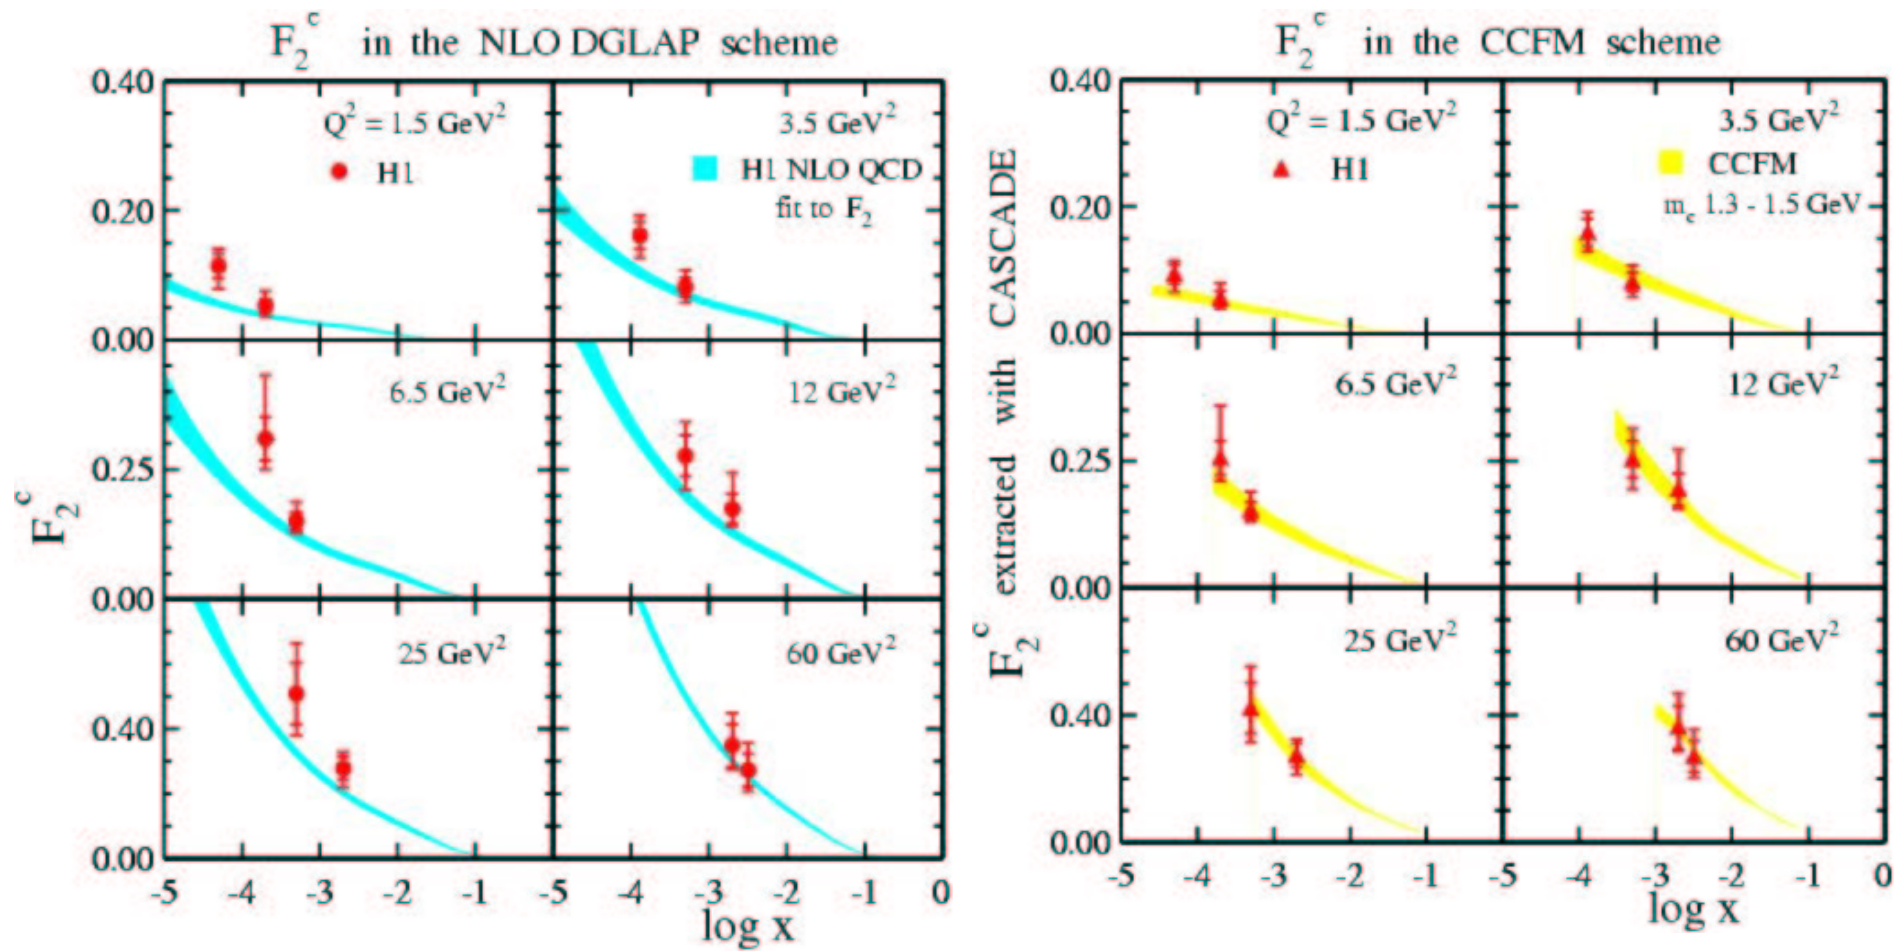 F₂ᶜ in the NLO DGLAP scheme
0.40
Q² = 1.5 GeV²
H1
3.5 GeV²
H1 NLO QCD
fit to F₂
0.20
0.00
6.5 GeV²
12 GeV²
0.25
F₂ᶜ
0.00
25 GeV²
60 GeV²
0.40
0.00
-5 -4 -3 -2 -1 -5 -4 -3 -2 -1 0
log x
F₂ᶜ in the CCFM scheme
F₂ᶜ extracted with CASCADE
0.40
Q² = 1.5 GeV²
H1
3.5 GeV²
CCFM
m_c 1.3 - 1.5 GeV
0.20
0.00
6.5 GeV²
12 GeV²
0.25
0.00
25 GeV²
60 GeV²
0.40
0.00
-5 -4 -3 -2 -1 -5 -4 -3 -2 -1 0
log x